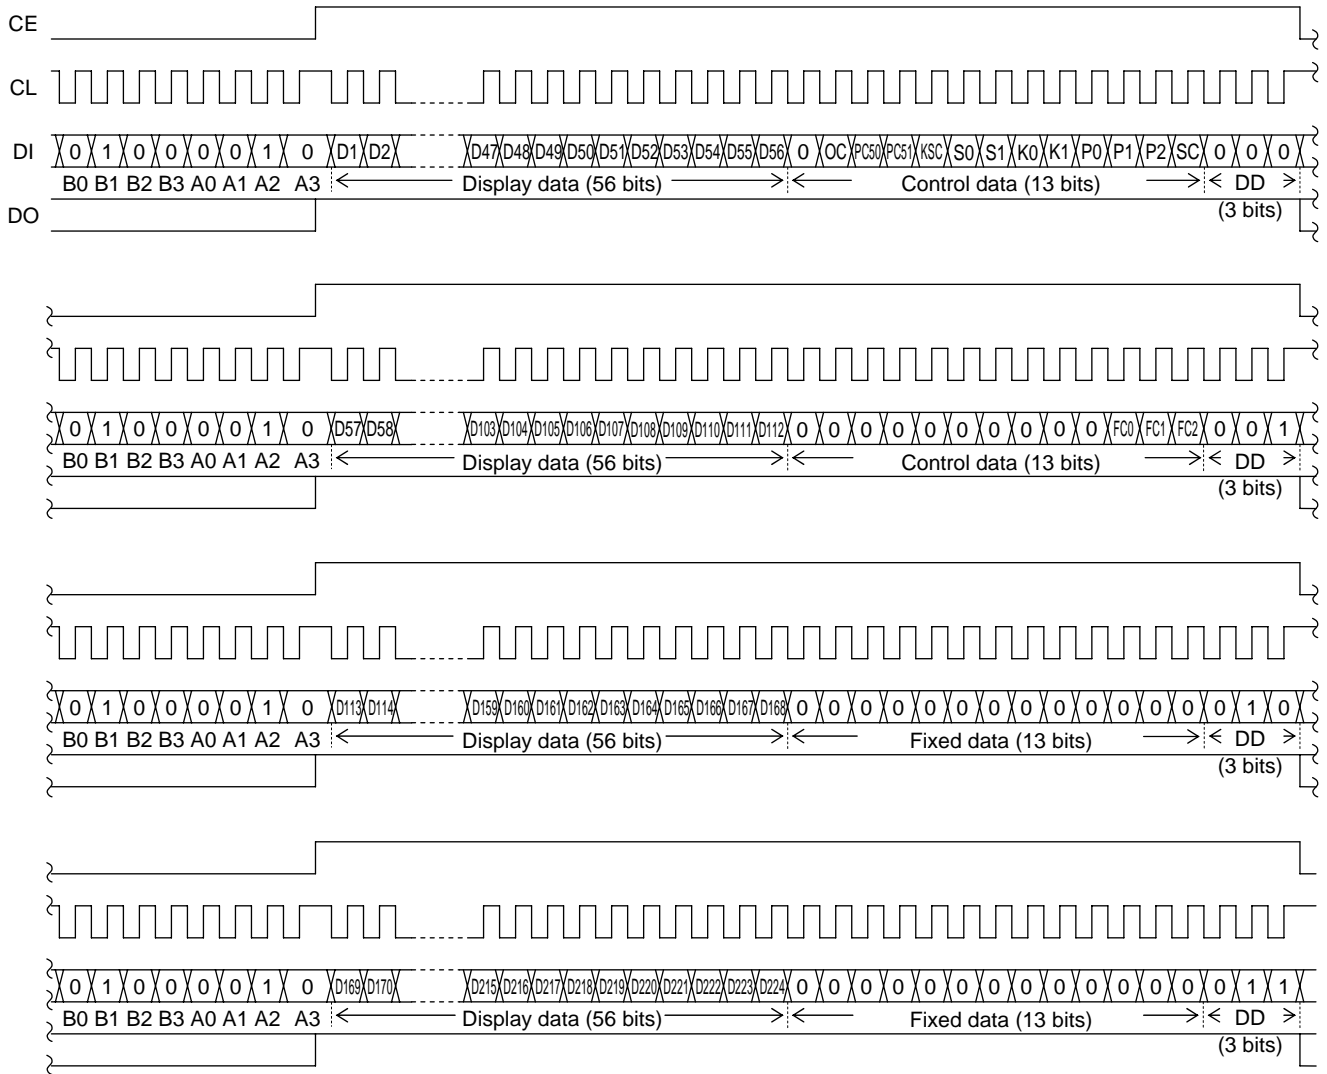 CE
CL
DI 0 1 0 0 0 0 1 0 D1 D2 D47 D48 D49 D50 D51 D52 D53 D54 D55 D56 0 OC PC50 PC51 KSC S0 S1 K0 K1 P0 P1 P2 SC 0 0 0
B0 B1 B2 B3 A0 A1 A2 A3 Display data (56 bits) Control data (13 bits) DD
(3 bits)
DO
0 1 0 0 0 0 1 0 D57 D58 D103 D104 D105 D106 D107 D108 D109 D110 D111 D112 0 0 0 0 0 0 0 0 0 0 FC0 FC1 FC2 0 0 1
B0 B1 B2 B3 A0 A1 A2 A3 Display data (56 bits) Control data (13 bits) DD
(3 bits)
0 1 0 0 0 0 1 0 D113 D114 D159 D160 D161 D162 D163 D164 D165 D166 D167 D168 0 0 0 0 0 0 0 0 0 0 0 0 0 0 1 0
B0 B1 B2 B3 A0 A1 A2 A3 Display data (56 bits) Fixed data (13 bits) DD
(3 bits)
0 1 0 0 0 0 1 0 D169 D170 D215 D216 D217 D218 D219 D220 D221 D222 D223 D224 0 0 0 0 0 0 0 0 0 0 0 0 0 0 1 1
B0 B1 B2 B3 A0 A1 A2 A3 Display data (56 bits) Fixed data (13 bits) DD
(3 bits)